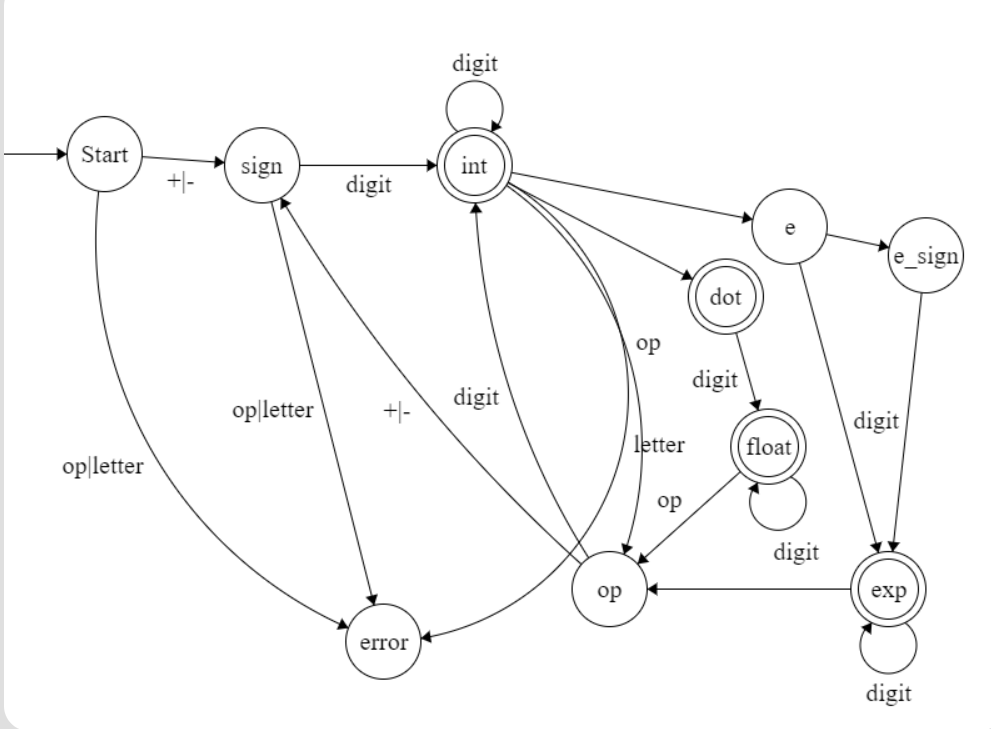 digit
Start
+|-
sign
digit
int
e
e_sign
dot
op
digit
op|letter
+|-
digit
digit
letter
float
op|letter
op
digit
op
exp
error
digit